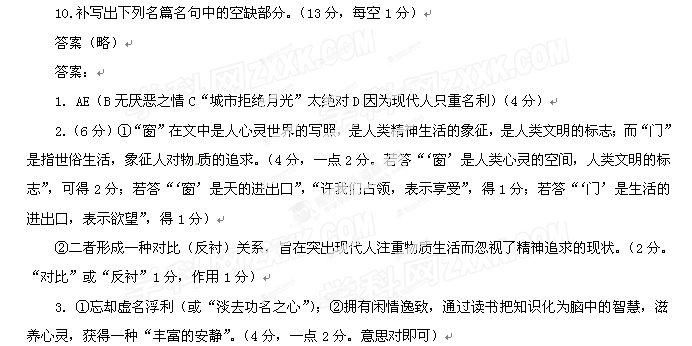 10.补写出下列名篇名句中的空缺部分。（13分，每空1分）
答案（略）
答案：
1. AE（B无厌恶之情 C“城市拒绝月光”太绝对 D因为现代人只重名利）（4分）
2.（6分）①“窗”在文中是人心灵世界的写照，是人类精神生活的象征，是人类文明的标志；而“门”
是指世俗生活，象征人对物质的追求。（4分，一点2分。若答“‘窗’是人类心灵的空间，人类文明的标
志”，可得2分；若答“‘窗’是天的进出口”，“许我们占领，表示享受”，得1分；若答“‘门’是生活的
进出口，表示欲望”，得1分）
②二者形成一种对比（反衬）关系，旨在突出现代人注重物质生活而忽视了精神追求的现状。（2分。
“对比”或“反衬”1分，作用1分）
3. ①忘却虚名浮利（或“淡去功名之心”）；②拥有闲情逸致，通过读书把知识化为脑中的智慧，滋
养心灵，获得一种“丰富的安静”。（4分，一点2分。意思对即可）